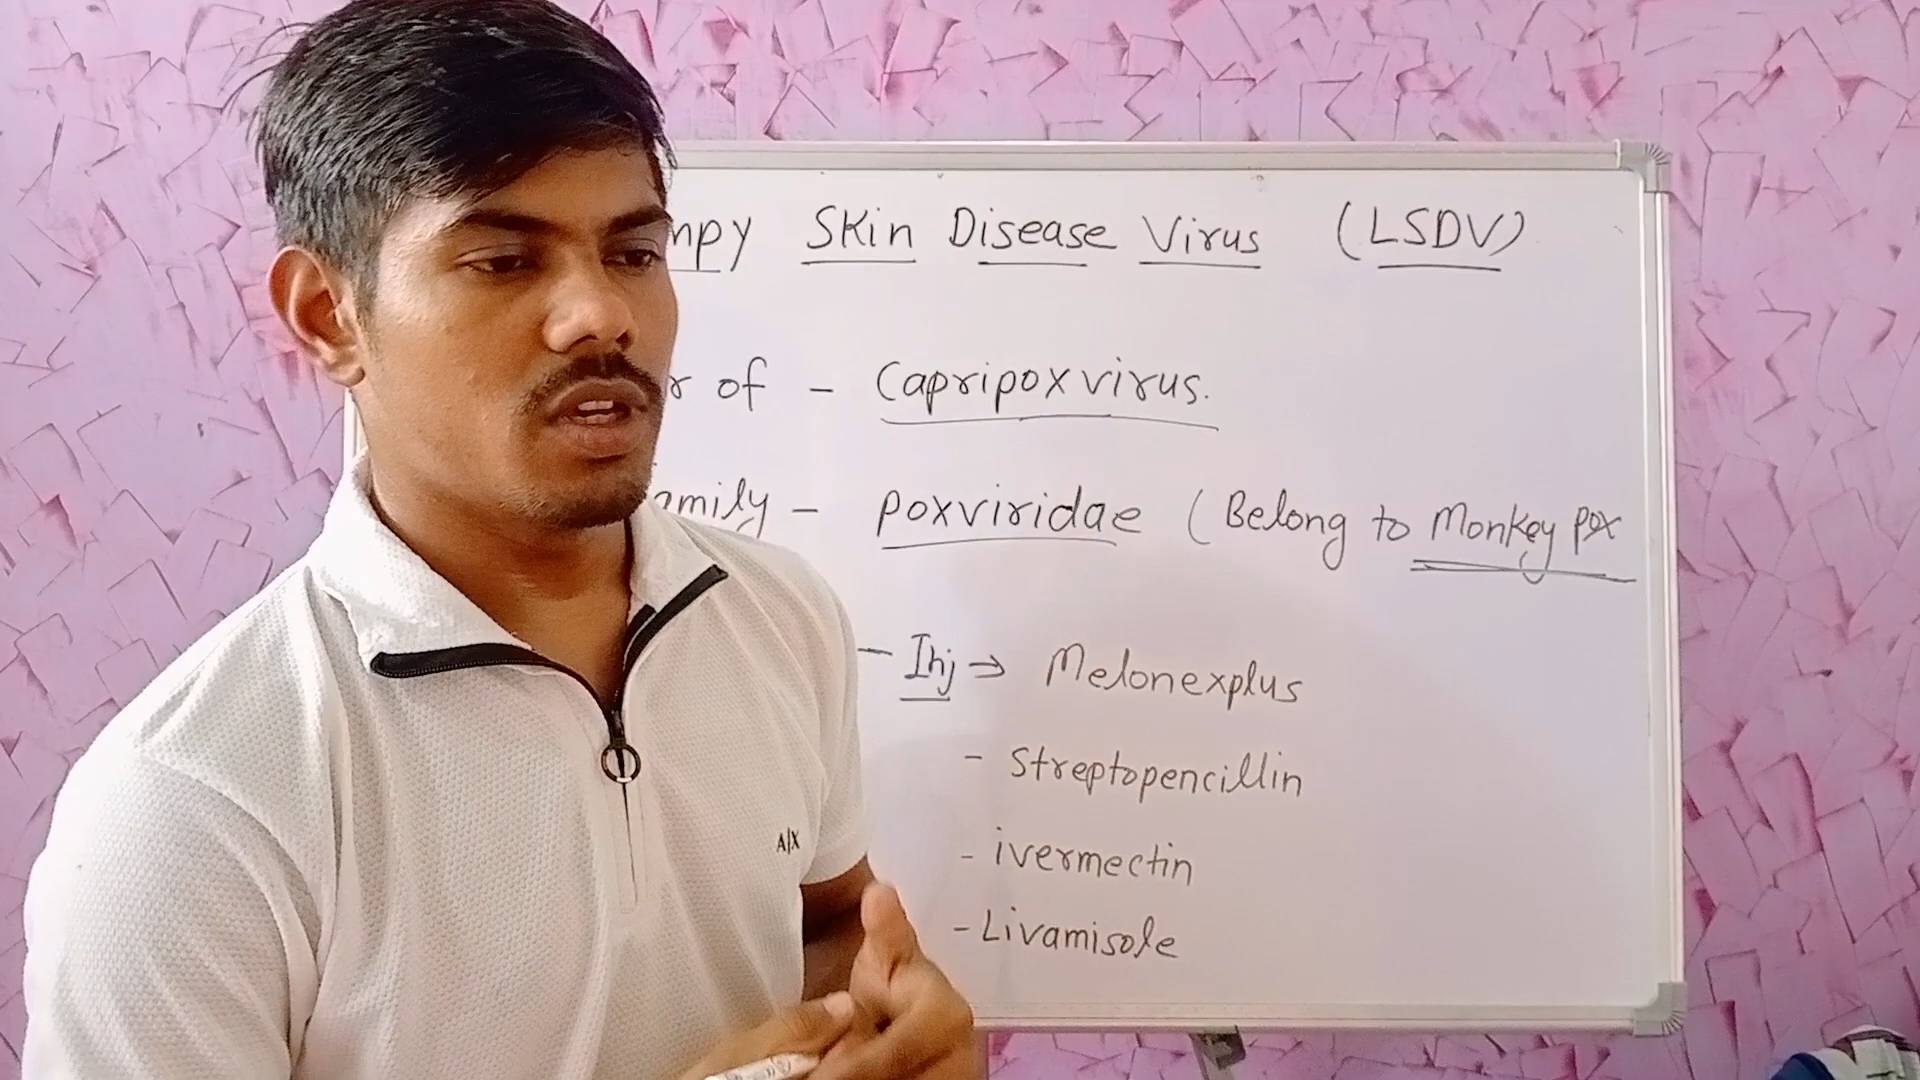 mpy Skin Disease Virus (LSDV)
r of - Capripoxvirus.
amily - poxviridae (Belong to Monkey pox
- Inj → Melonexplus
- Streptopencillin
- ivermectin
- Livamisole
A|X